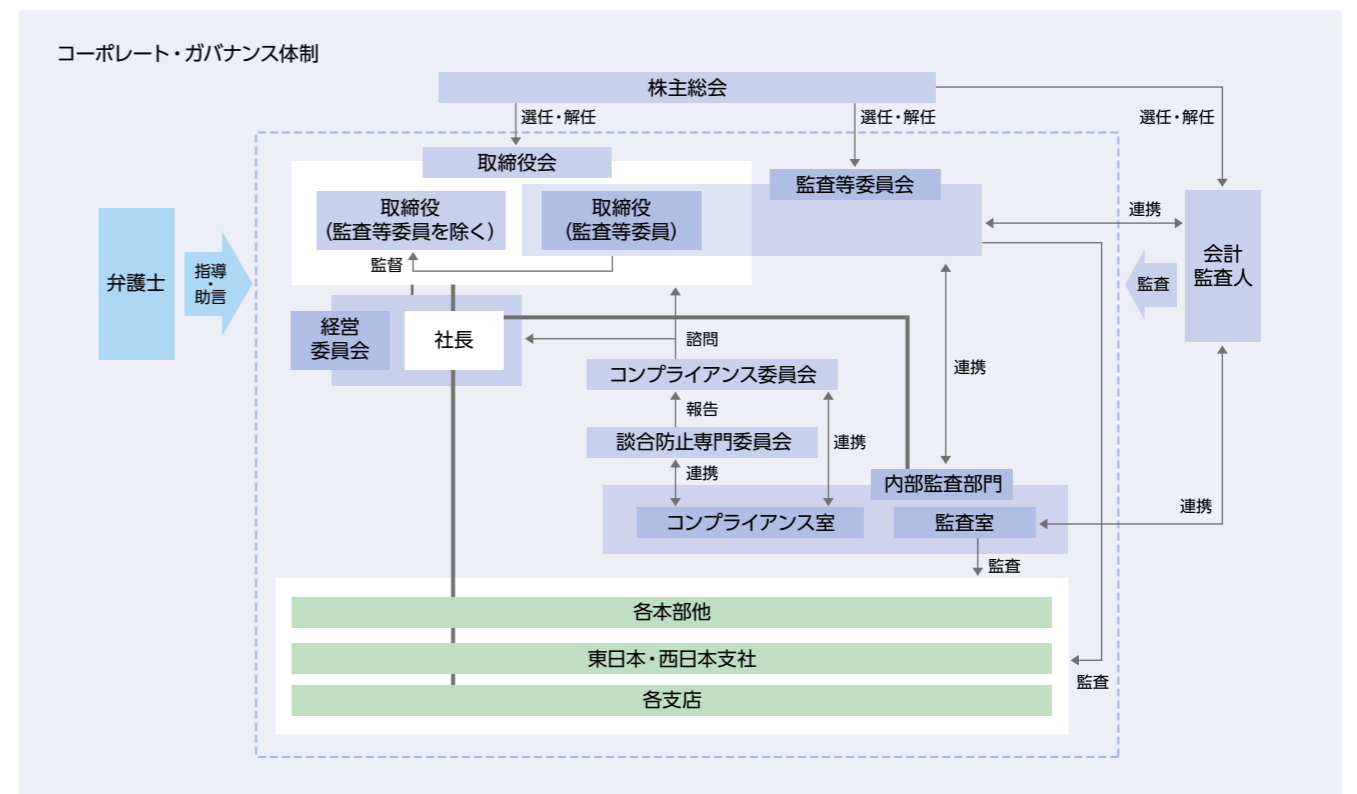 コーポレート・ガバナンス体制
株主総会
選任・解任
選任・解任
選任・解任
取締役会
監査等委員会
取締役
（監査等委員を除く）
取締役
（監査等委員）
監督
連携
会計
監査人
監査
弁護士
指導
・
助言
経営
委員会
社長
諮問
コンプライアンス委員会
連携
報告
談合防止専門委員会
連携
連携
内部監査部門
コンプライアンス室
監査室
連携
監査
各本部他
東日本・西日本支社
監査
各支店